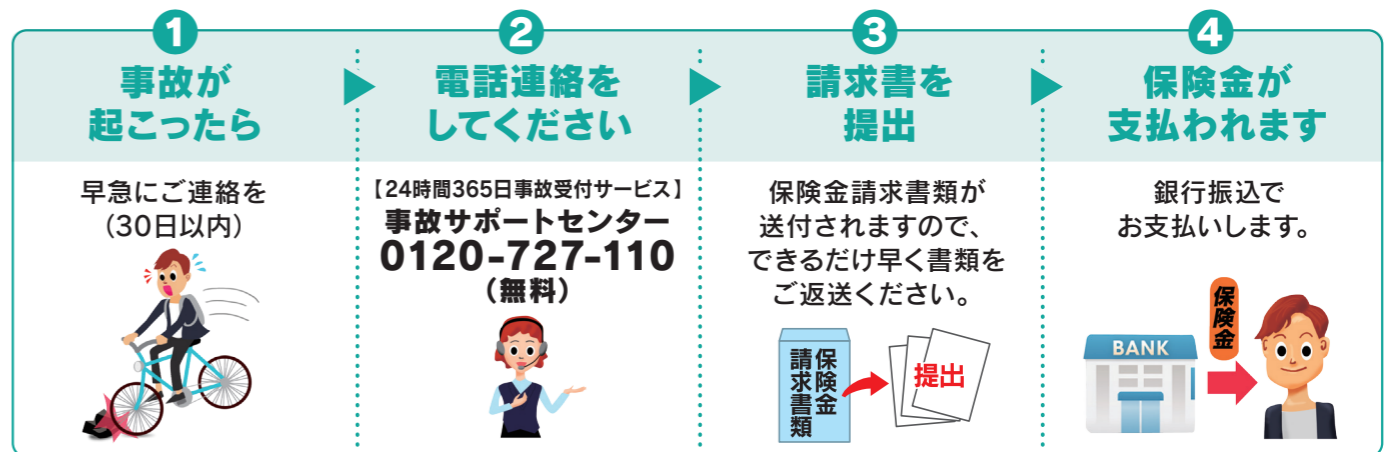 1
事故が
起こったら
早急にご連絡を
(30日以内)
2
電話連絡を
してください
【24時間365日事故受付サービス】
事故サポートセンター
0120-727-110
(無料)
3
請求書を
提出
保険金請求書類が
送付されますので、
できるだけ早く書類を
ご返送ください。
保険金
請求書類
提出
4
保険金が
支払われます
銀行振込で
お支払いします。
BANK
保険金